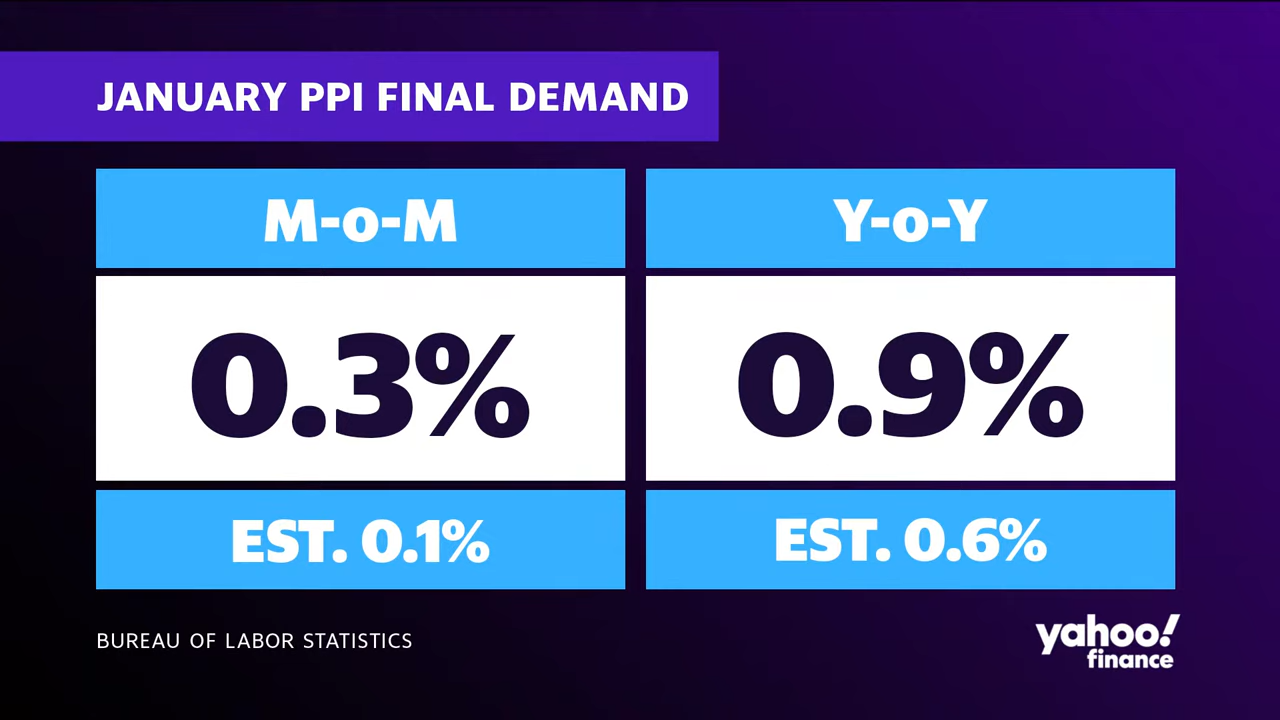 JANUARY PPI FINAL DEMAND
M-o-M
Y-o-Y
0.3%
0.9%
EST. 0.1%
EST. 0.6%
BUREAU OF LABOR STATISTICS
yahoo!
finance